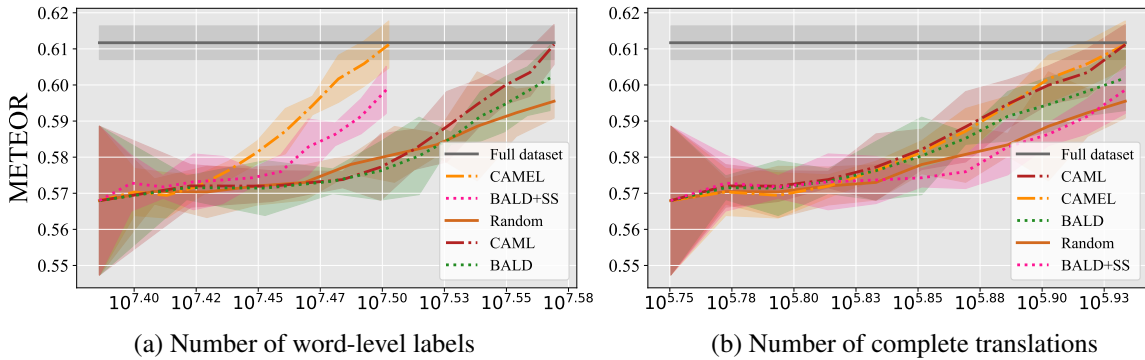 METEOR
0.62
0.61
0.60
0.59
0.58
0.57
0.56
0.55
Full dataset
CAMEL
BALD+SS
Random
CAML
BALD
10^7.40 10^7.42 10^7.45 10^7.47 10^7.50 10^7.53 10^7.55 10^7.58
(a) Number of word-level labels
0.62
0.61
0.60
0.59
0.58
0.57
0.56
0.55
Full dataset
CAML
CAMEL
BALD
Random
BALD+SS
10^5.75 10^5.78 10^5.80 10^5.83 10^5.85 10^5.88 10^5.90 10^5.93
(b) Number of complete translations